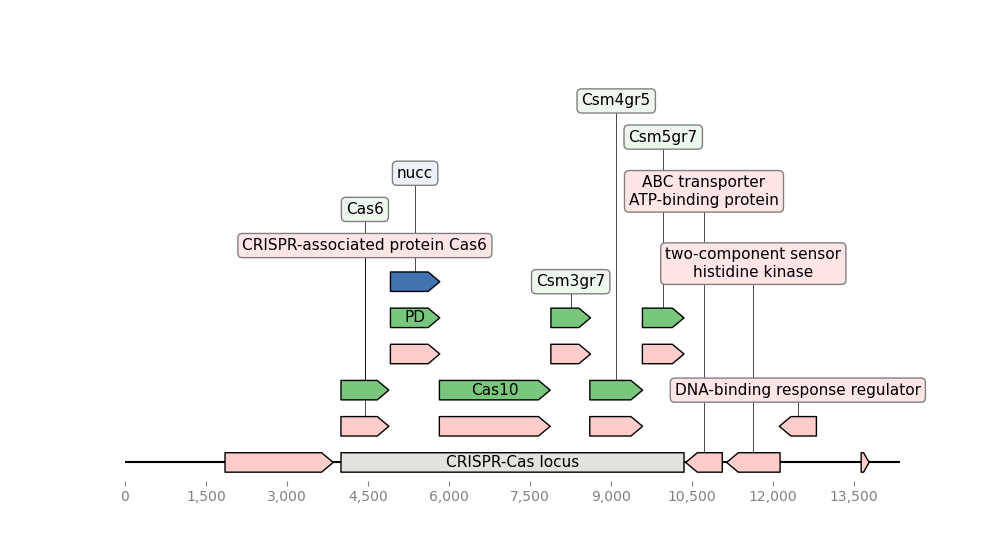 Csm4gr5
Csm5gr7
nucc
ABC transporter
ATP-binding protein
Cas6
CRISPR-associated protein Cas6
two-component sensor
histidine kinase
Csm3gr7
PD
Cas10
DNA-binding response regulator
CRISPR-Cas locus
0 1,500 3,000 4,500 6,000 7,500 9,000 10,500 12,000 13,500